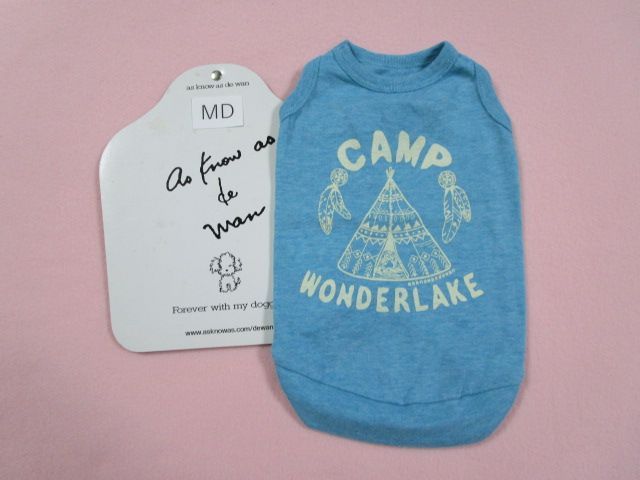 as know as de wan
MD
as know as
de
wan
Forever with my dogg
www.asknowas.com/dewan
CAMP
WONDERLAKE